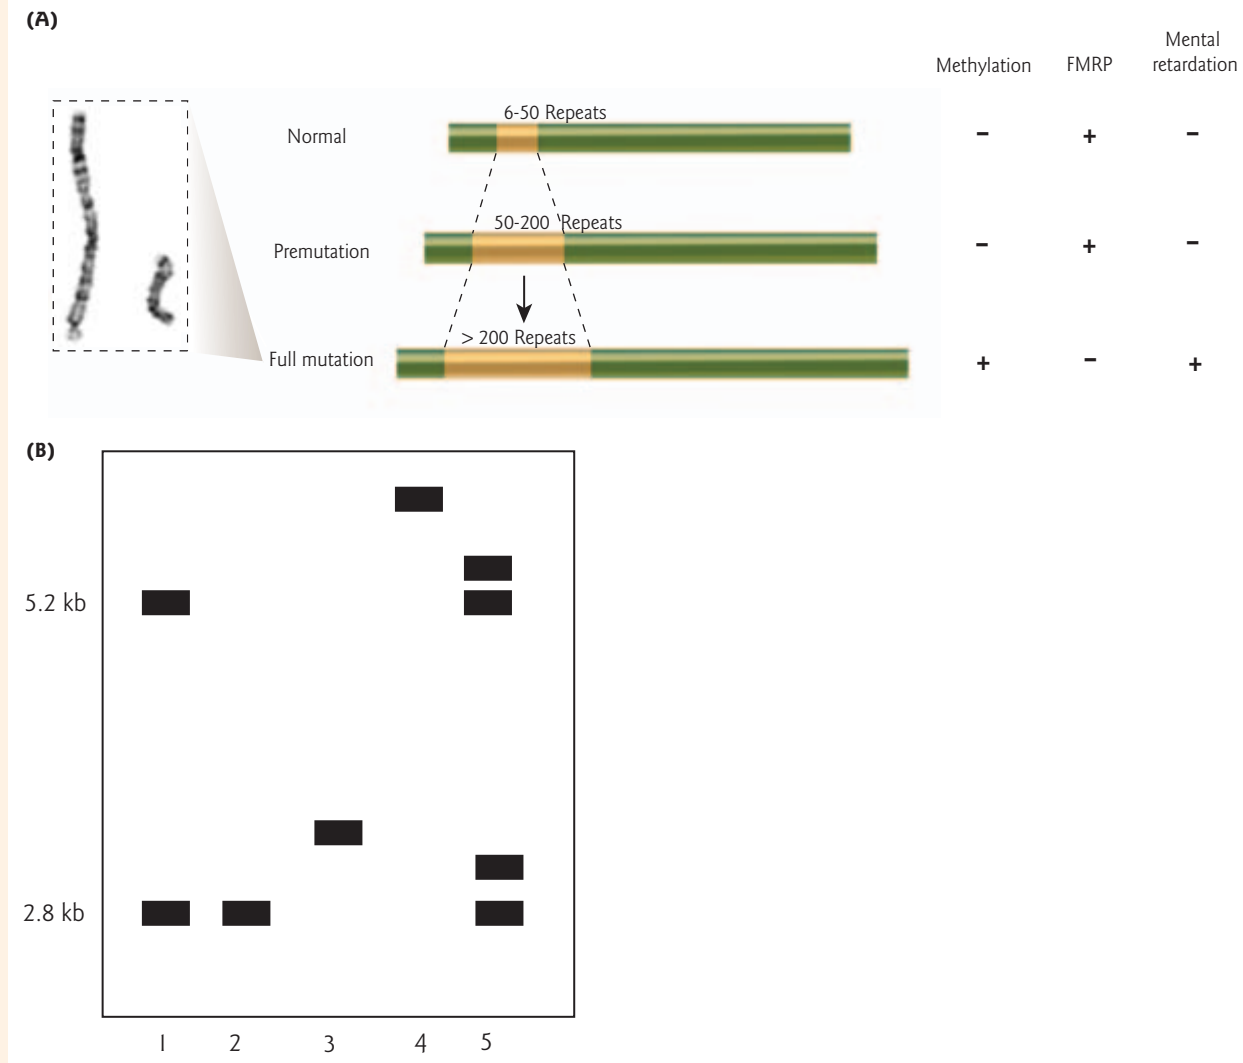 (A)
Methylation FMRP Mental retardation
6-50 Repeats
Normal − + −
50-200 Repeats
Premutation − + −
> 200 Repeats
Full mutation + − +
(B)
5.2 kb
2.8 kb
1 2 3 4 5